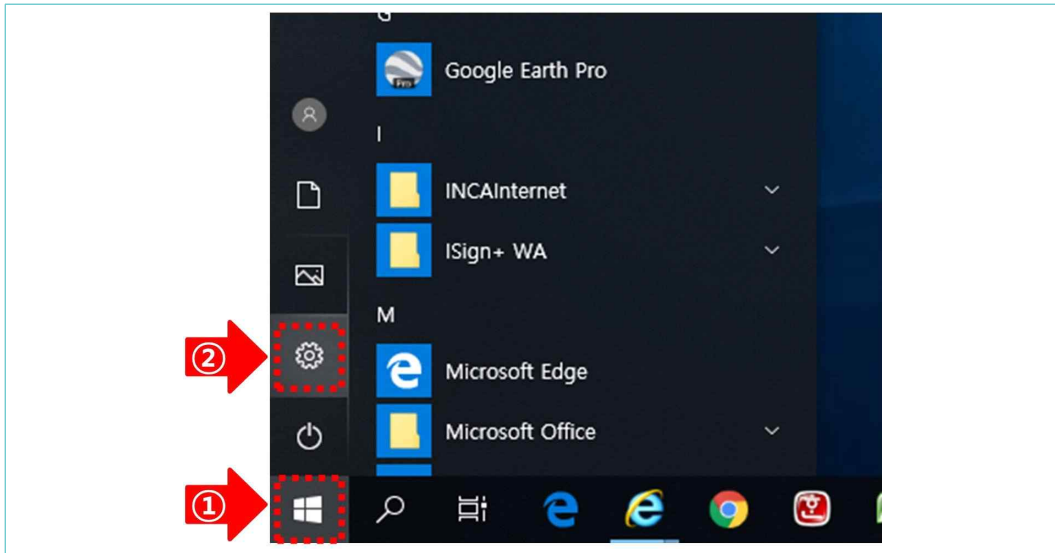 G
Google Earth Pro
I
INCAInternet
ISign+ WA
M
② 
Microsoft Edge
Microsoft Office
①